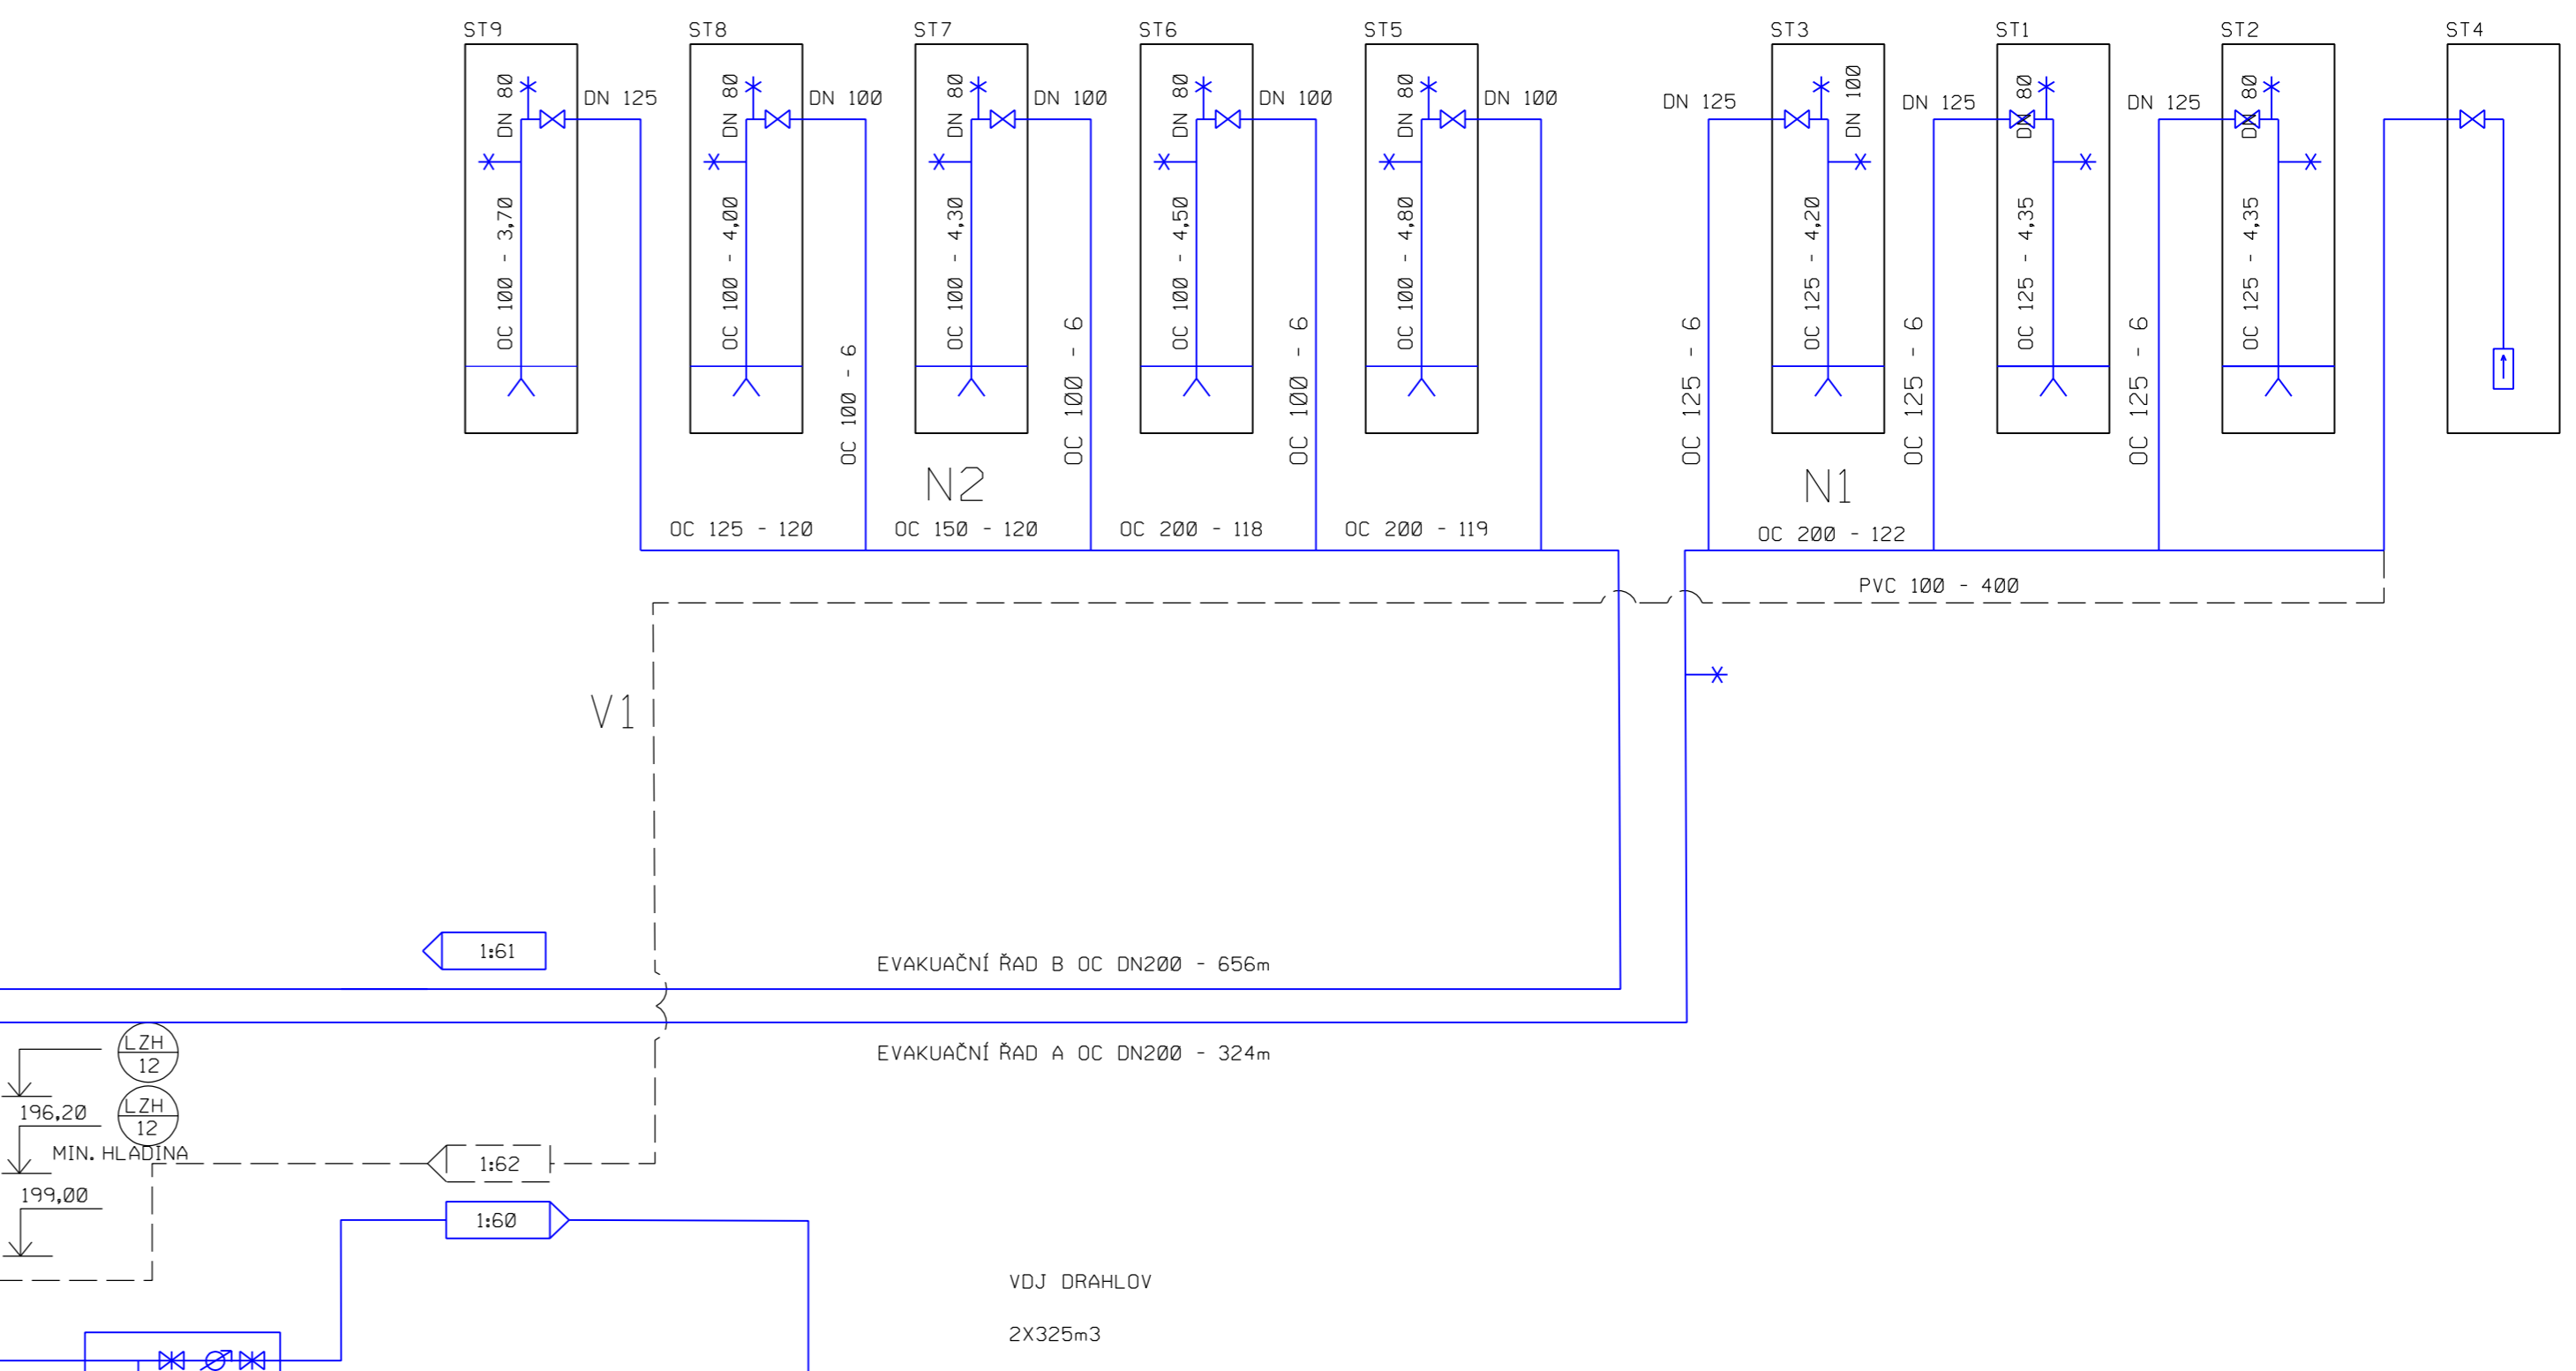 ST9
ST8
ST7
ST6
ST5
ST3
ST1
ST2
ST4
DN 80
DN 125
DN 80
DN 100
DN 80
DN 100
DN 80
DN 100
DN 80
DN 100
DN 125
DN 100
DN 125
DN 80
DN 125
DN 80
OC 100 - 3,70
OC 100 - 4,00
OC 100 - 4,30
OC 100 - 4,50
OC 100 - 4,80
OC 125 - 4,20
OC 125 - 4,35
OC 125 - 4,35
OC 100 - 6
OC 100 - 6
OC 100 - 6
OC 125 - 6
OC 125 - 6
OC 125 - 6
N2
N1
OC 125 - 120
OC 150 - 120
OC 200 - 118
OC 200 - 119
OC 200 - 122
PVC 100 - 400
V1
1:61
EVAKUAČNÍ ŘAD B OC DN200 - 656m
EVAKUAČNÍ ŘAD A OC DN200 - 324m
LZH
12
196,20
LZH
12
MIN. HLADINA
1:62
199,00
1:60
VDJ DRAHLOV
2X325m3